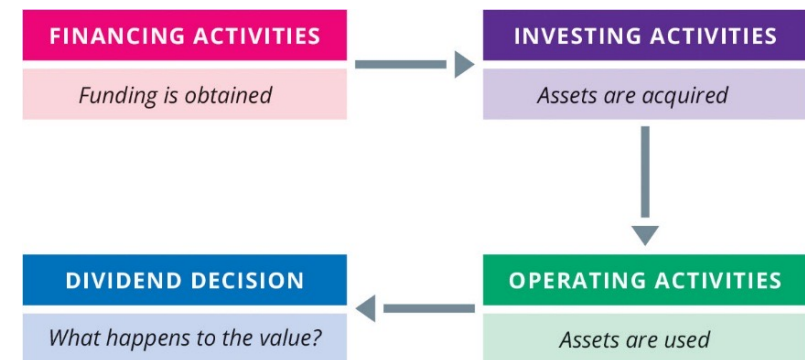 FINANCING ACTIVITIES
Funding is obtained
INVESTING ACTIVITIES
Assets are acquired
OPERATING ACTIVITIES
Assets are used
DIVIDEND DECISION
What happens to the value?